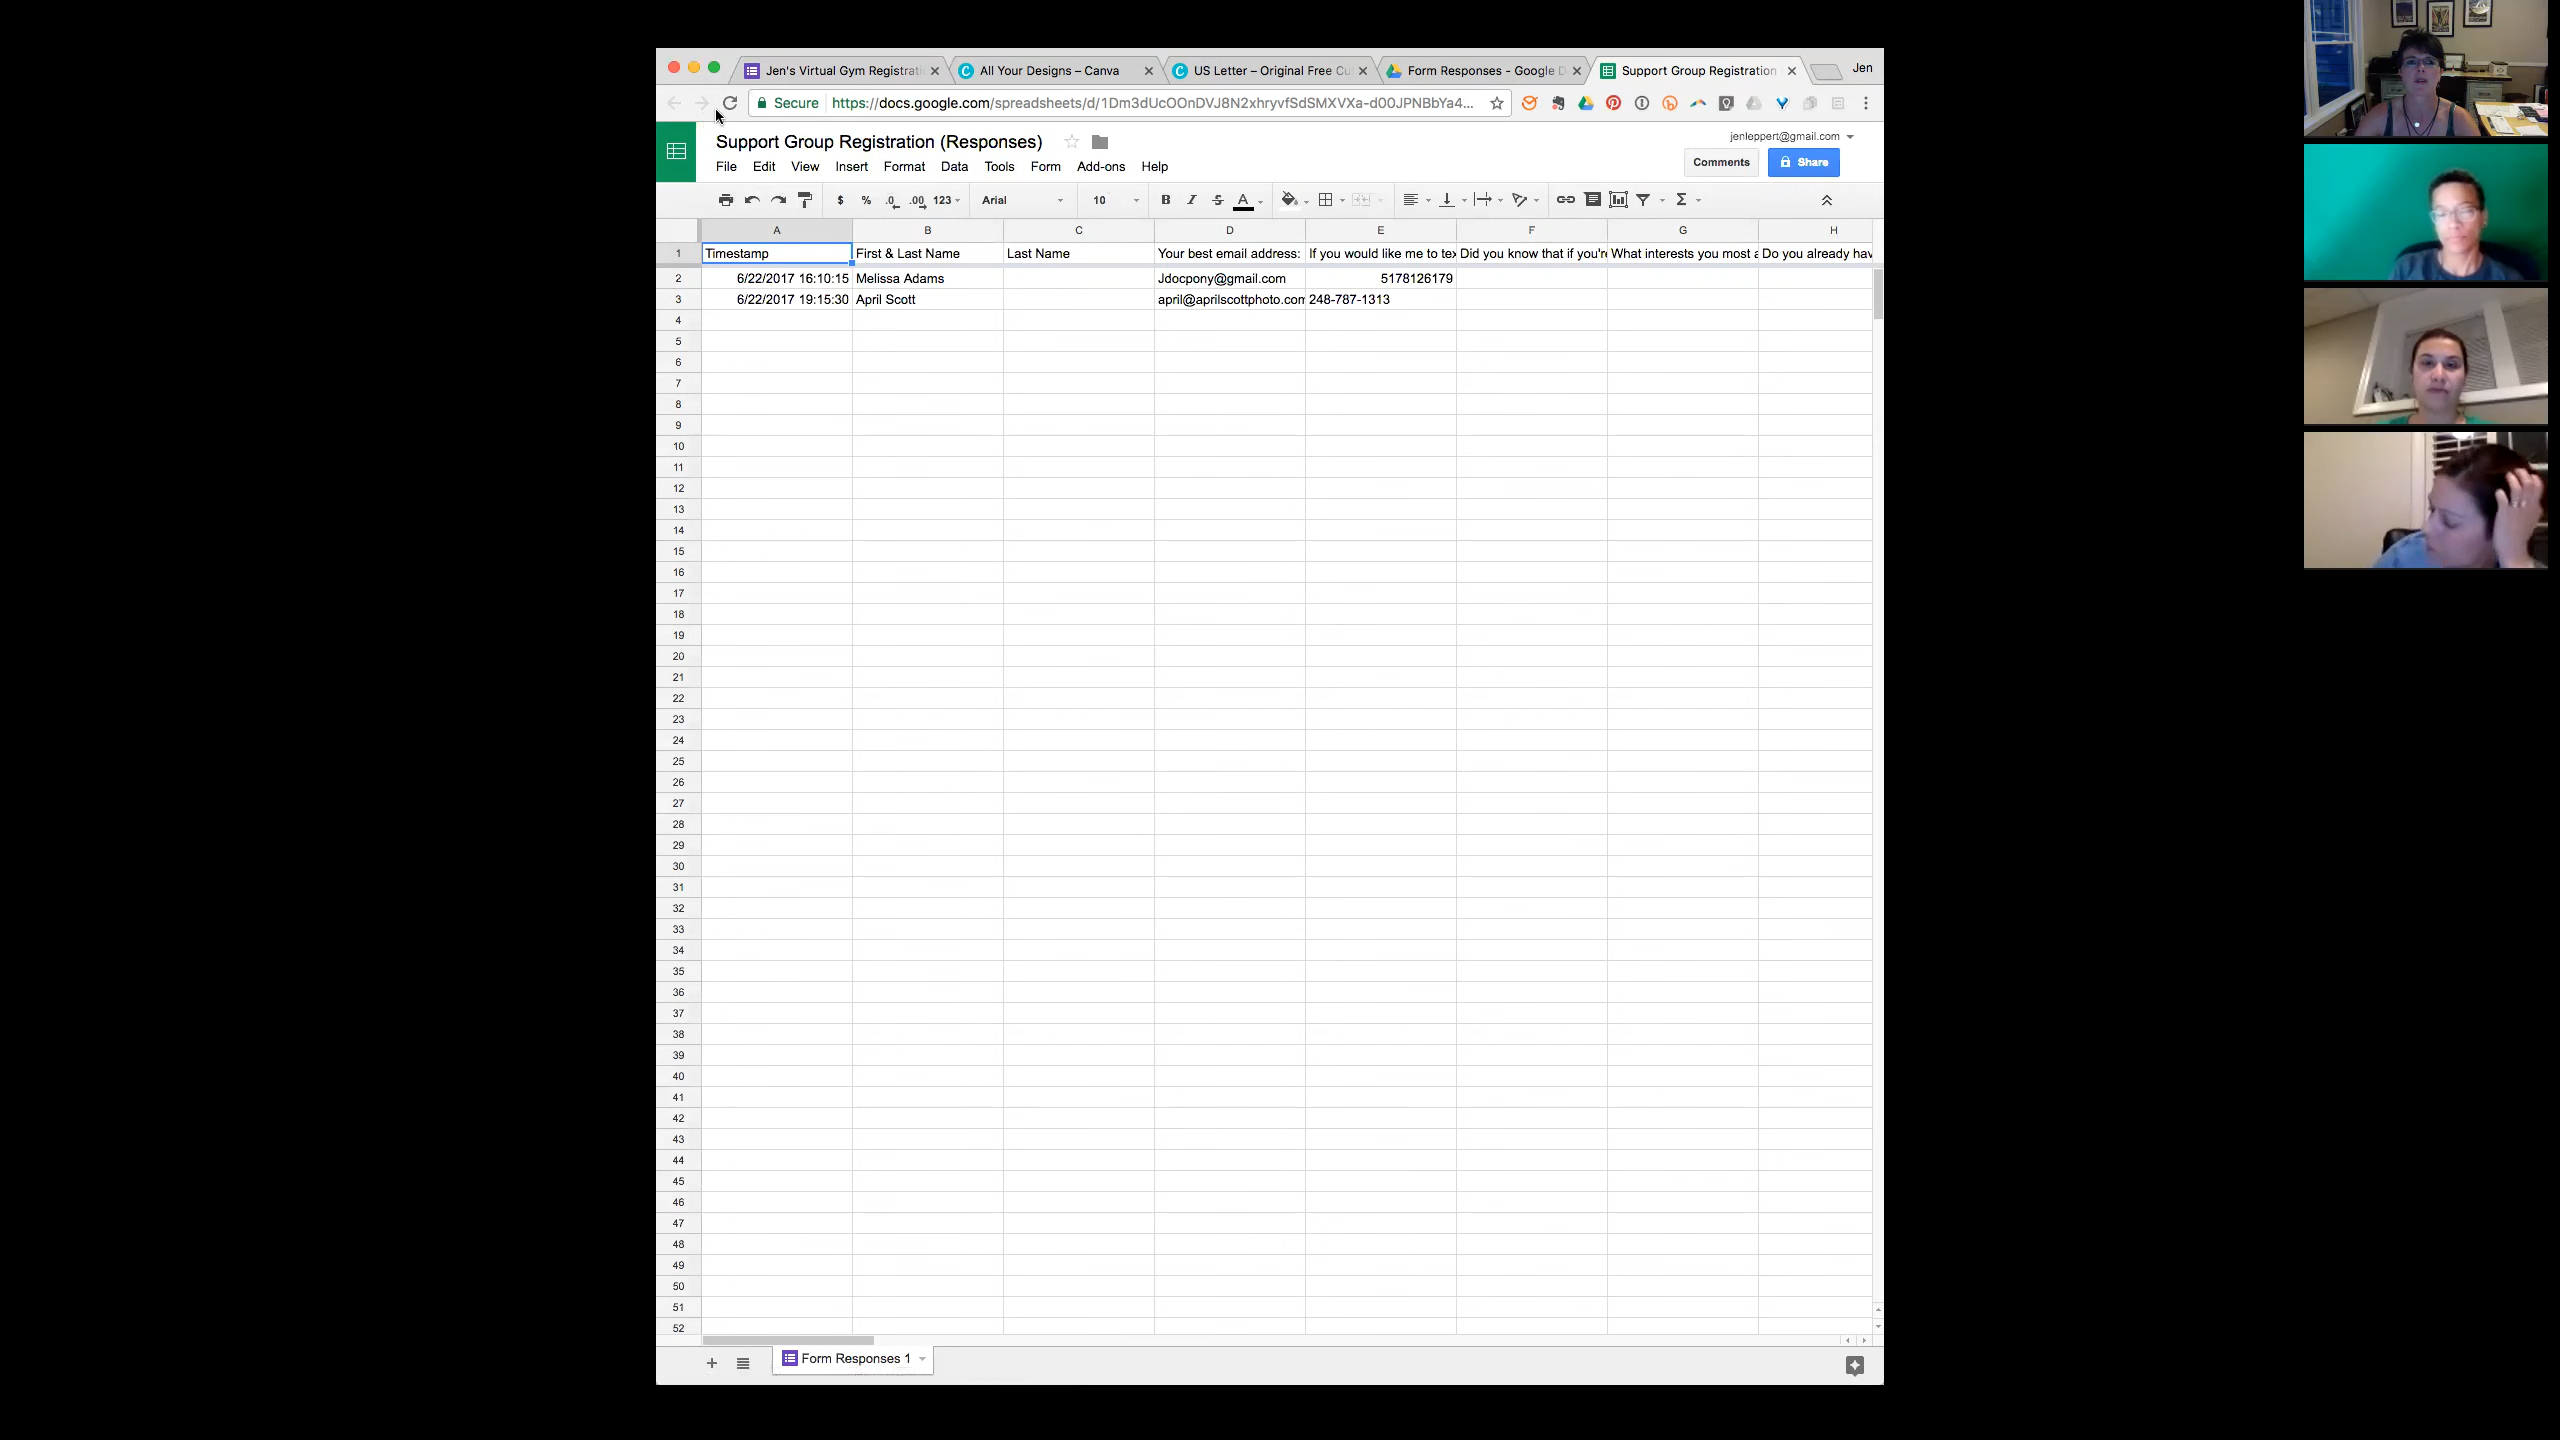 Jen's Virtual Gym Registrati
All Your Designs – Canva
US Letter – Original Free Cu
Form Responses - Google D
Support Group Registration
Jen
Secure https://docs.google.com/spreadsheets/d/1Dm3dUcOOnDVJ8N2xhryvfSdSMXVXa-d00JPNBbYa4...
Support Group Registration (Responses)
jenleppert@gmail.com
File Edit View Insert Format Data Tools Form Add-ons Help
Comments
Share
$ % .0 .00 123 Arial 10 B I S A
A B C D E F G H
1 Timestamp First & Last Name Last Name Your best email address: If you would like me to tex Did you know that if you're What interests you most a Do you already hav
2 6/22/2017 16:10:15 Melissa Adams Jdocpony@gmail.com 5178126179
3 6/22/2017 19:15:30 April Scott april@aprilscottphoto.com 248-787-1313
4
5
6
7
8
9
10
11
12
13
14
15
16
17
18
19
20
21
22
23
24
25
26
27
28
29
30
31
32
33
34
35
36
37
38
39
40
41
42
43
44
45
46
47
48
49
50
51
52
Form Responses 1